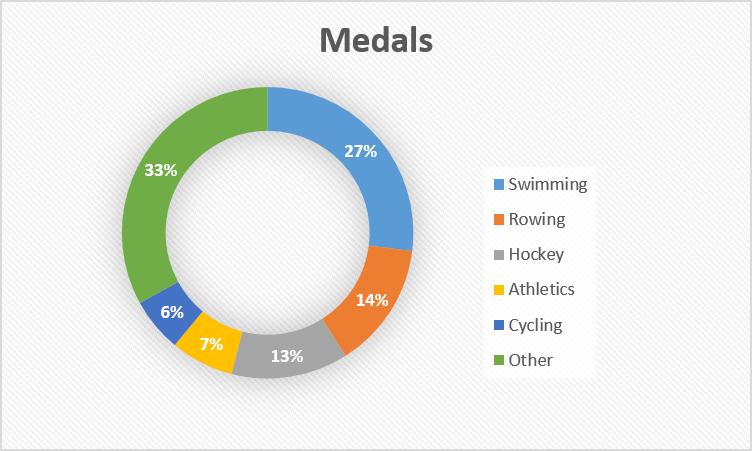 Medals
27%
14%
13%
7%
6%
33%
Swimming
Rowing
Hockey
Athletics
Cycling
Other